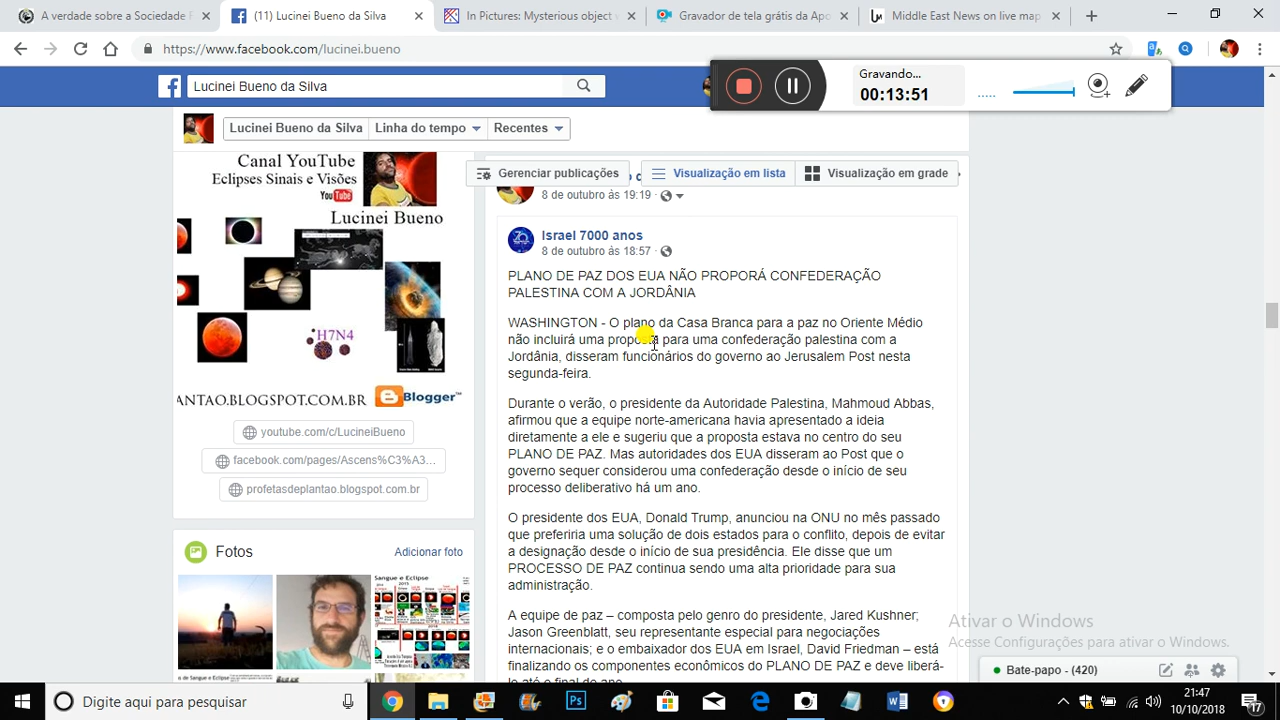 A verdade sobre a Sociedade F
(11) Lucinei Bueno da Silva
In Pictures: Mysterious object
Gravador de tela grátis da Apo
Middle East News on live map
https://www.facebook.com/lucinei.bueno
Lucinei Bueno da Silva
Gravando...
00:13:51
Lucinei Bueno da Silva
Linha do tempo
Recentes
Canal YouTube
Eclipses Sinais e Visões
YouTube
Lucinei Bueno
H7N4
ANTAO.BLOGSPOT.COM.BR
Blogger
youtube.com/c/LucineiBueno
facebook.com/pages/Ascens%C3%A3...
profetasdeplantao.blogspot.com.br
Fotos
Adicionar foto
Sangue e Eclipse
Gerenciar publicações
Visualização em lista
Visualização em grade
8 de outubro às 19:19
Israel 7000 anos
8 de outubro às 18:57
PLANO DE PAZ DOS EUA NÃO PROPORÁ CONFEDERAÇÃO
PALESTINA COM A JORDÂNIA
WASHINGTON - O plano da Casa Branca para a paz no Oriente Médio
não incluirá uma proposta para uma confederação palestina com a
Jordânia, disseram funcionários do governo ao Jerusalem Post nesta
segunda-feira.
Durante o verão, o presidente da Autoridade Palestina, Mahmoud Abbas,
afirmou que a equipe norte-americana havia apresentado a ideia
diretamente a ele e sugeriu que a proposta estava no centro do seu
PLANO DE PAZ. Mas autoridades dos EUA disseram ao Post que o
governo sequer considerou uma confederação desde o início de seu
processo deliberativo há um ano.
O presidente dos EUA, Donald Trump, anunciou na ONU no mês passado
que preferiria uma solução de dois estados para o conflito, depois de evitar
a designação desde o início de sua presidência. Ele disse que um
PROCESSO DE PAZ continua sendo uma alta prioridade para sua
administração.
A equipe de paz – composta pelo genro do presidente, Jared Kushner,
Jason Greenblatt, seu representante especial para negociações
internacionais; e o embaixador dos EUA em Israel, David Friedman – está
finalizando os componentes econômicos do PLANO DE PAZ e deve liberá-
lo até o final do ano.
Ativar o Windows
Acesse Configurações para ativar o Windows.
Bate-papo - (420)
Digite aqui para pesquisar
21:47
10/10/2018
17